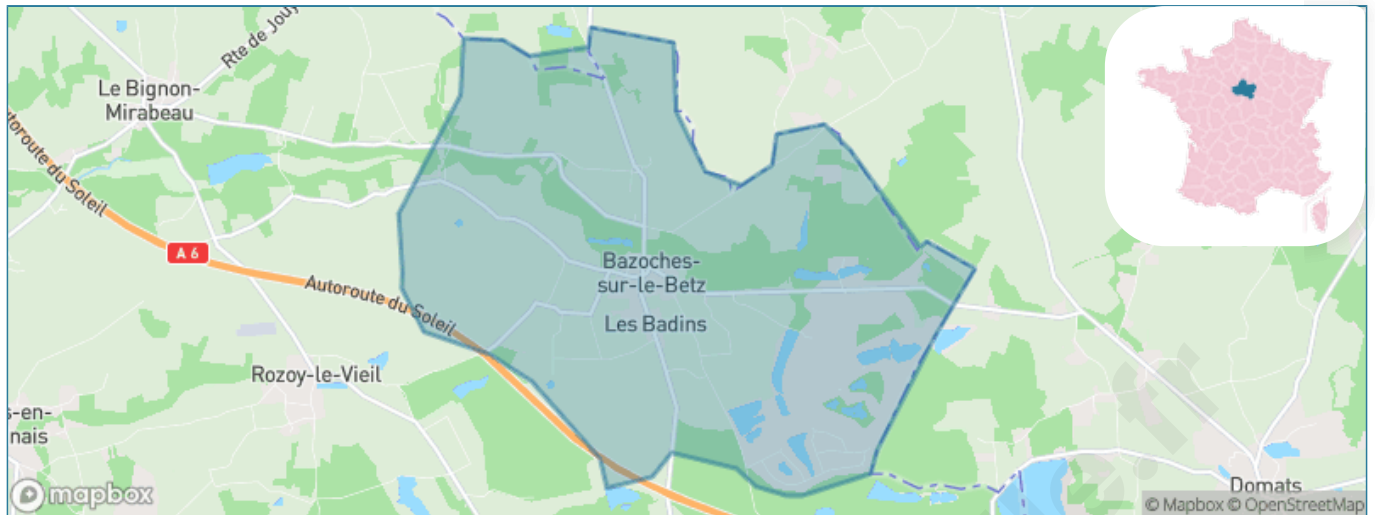 Rte de Jouy
Le Bignon-
Mirabeau
Autoroute du Soleil
A 6
Autoroute du Soleil
Bazoches-
sur-le-Betz
Les Badins
Rozoy-le-Vieil
s-en-
nais
Domats
mapbox
© Mapbox © OpenStreetMap